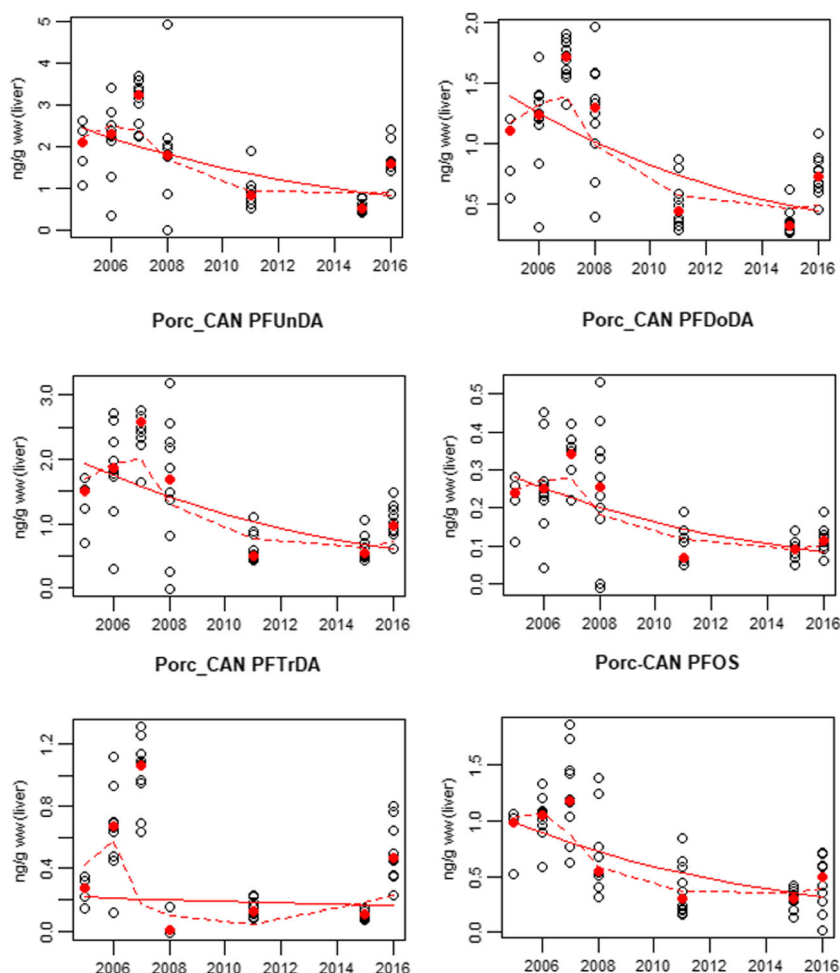 5
4
3
2
1
0
ng/g ww(liver)
2006 2008 2010 2012 2014 2016
2.0
1.5
1.0
0.5
ng/g ww(liver)
2006 2008 2010 2012 2014 2016
Porc_CAN PFUnDA
Porc_CAN PFDoDA
3.0
2.0
1.0
0.0
ng/g ww(liver)
2006 2008 2010 2012 2014 2016
0.5
0.4
0.3
0.2
0.1
0.0
ng/g ww(liver)
2006 2008 2010 2012 2014 2016
Porc_CAN PFTrDA
Porc-CAN PFOS
1.2
0.8
0.4
0.0
ng/g ww(liver)
2006 2008 2010 2012 2014 2016
1.5
1.0
0.5
0.0
ng/g ww(liver)
2006 2008 2010 2012 2014 2016